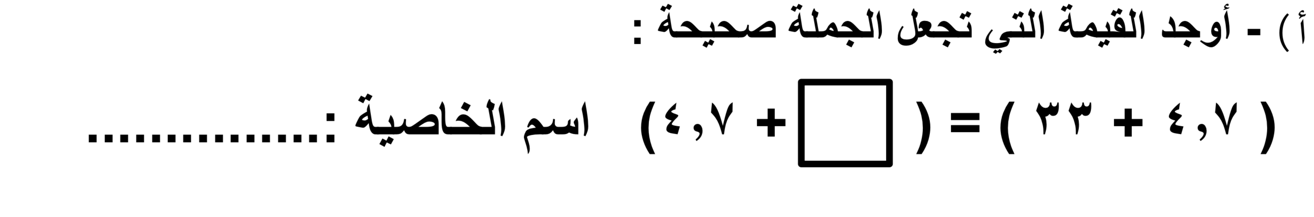 أ ) - أوجد القيمة التي تجعل الجملة صحيحة :
( ٤,٧ + ٣٣ ) = ( □ + ٤,٧ ) اسم الخاصية :...............